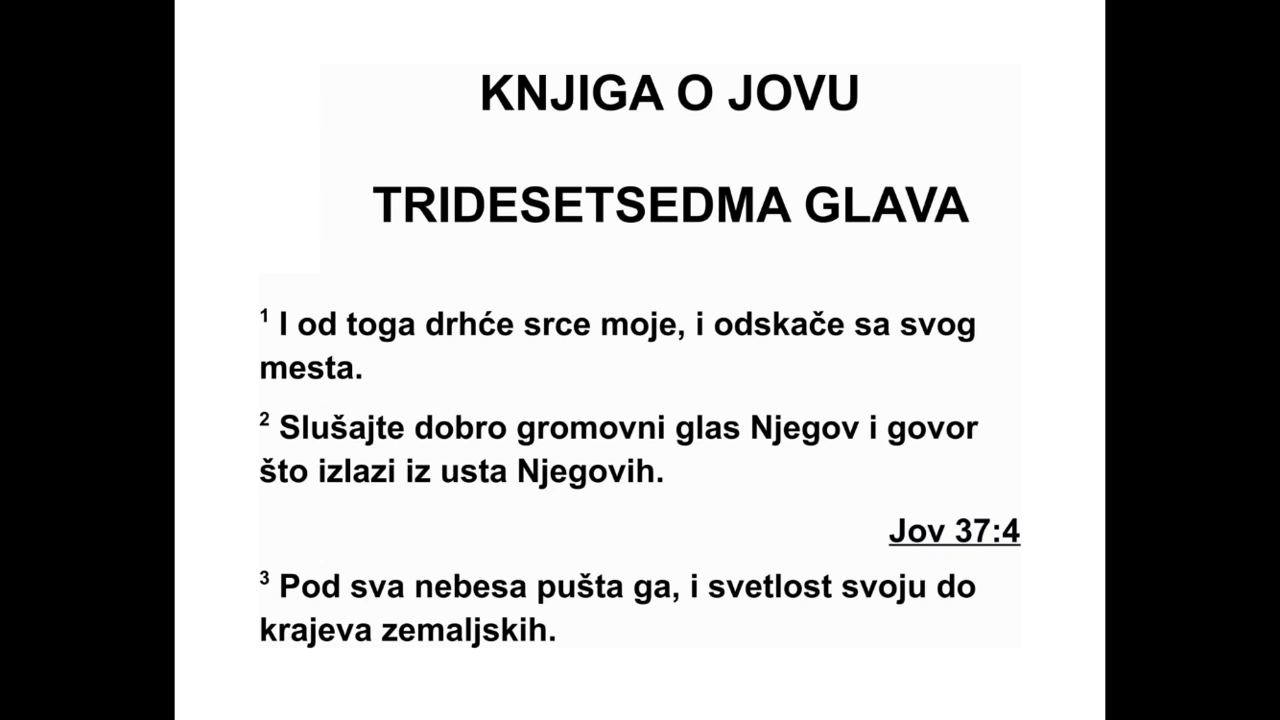 KNJIGA O JOVU
TRIDESETSEDMA GLAVA
1 I od toga drhće srce moje, i odskače sa svog
mesta.
2 Slušajte dobro gromovni glas Njegov i govor
što izlazi iz usta Njegovih.
Jov 37:4
3 Pod sva nebesa pušta ga, i svetlost svoju do
krajeva zemaljskih.